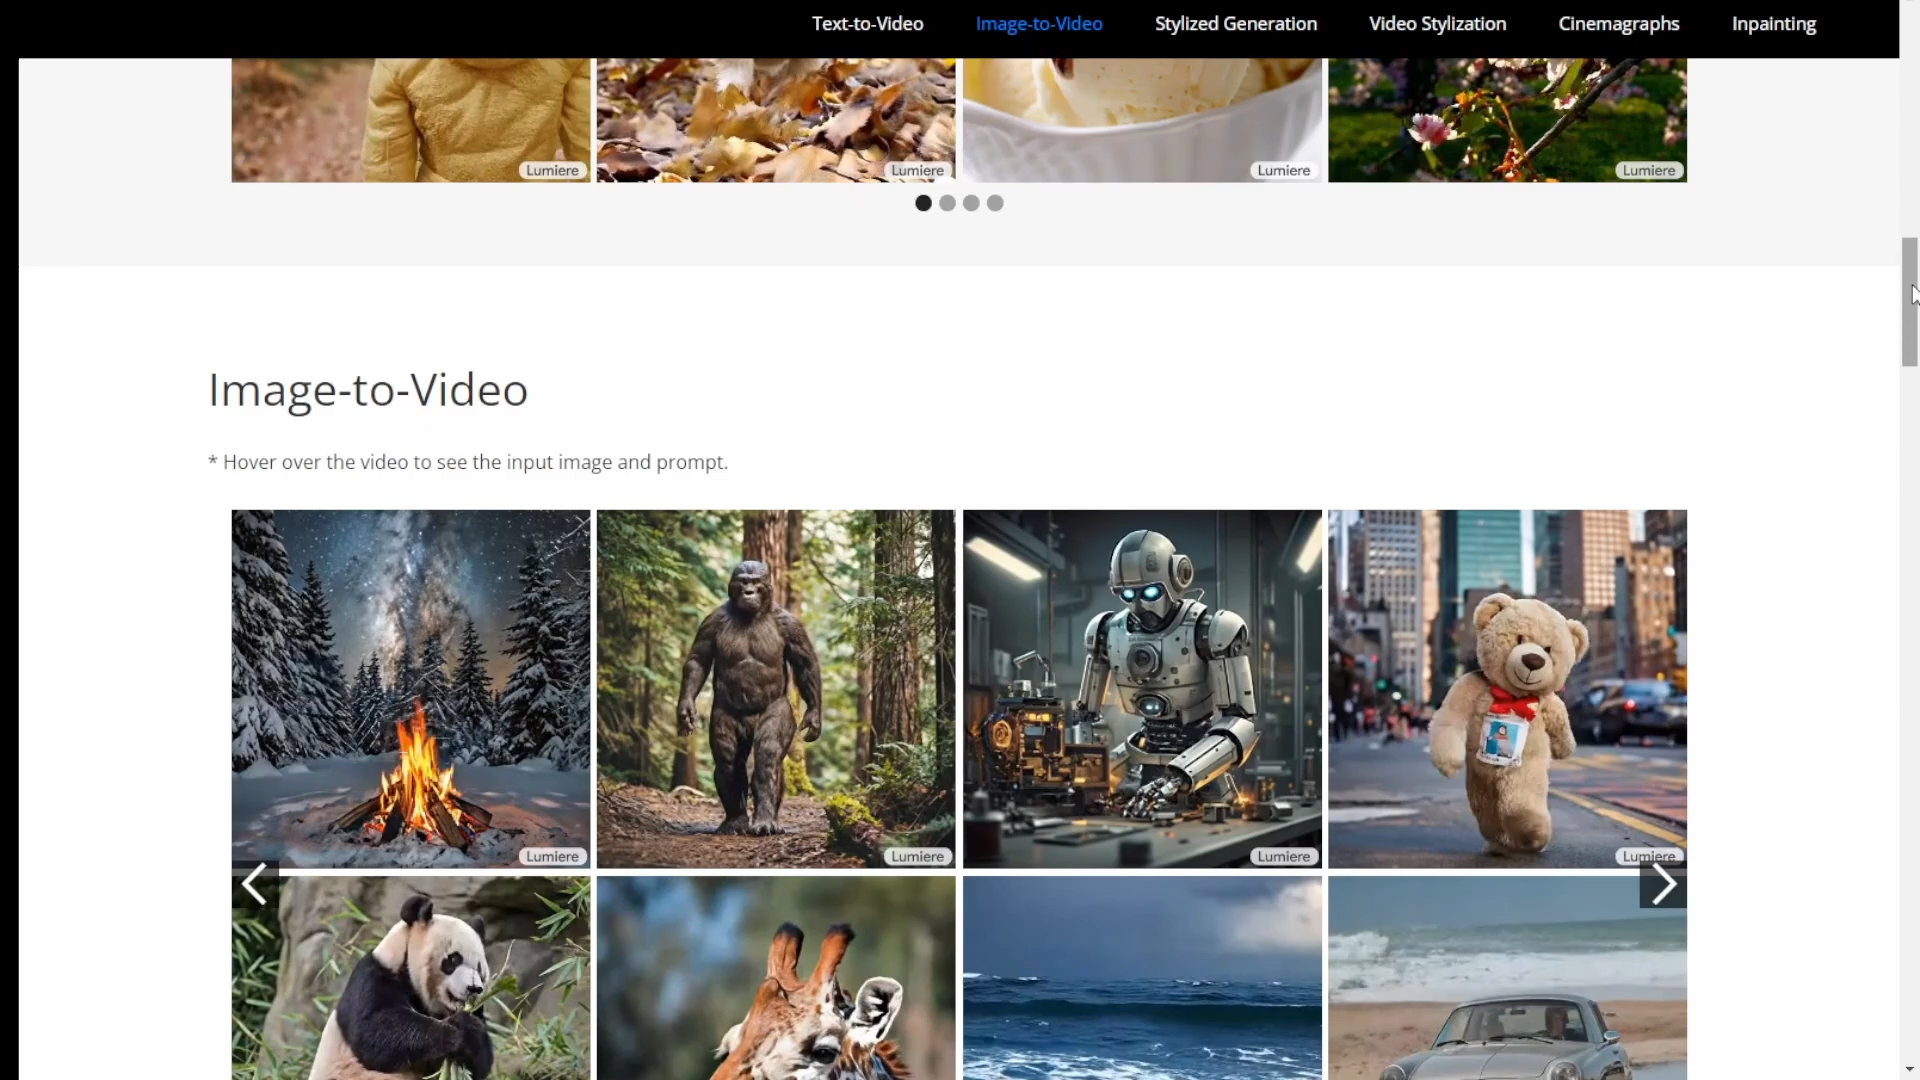 Text-to-Video Image-to-Video Stylized Generation Video Stylization Cinemagraphs Inpainting
Lumiere Lumiere Lumiere Lumiere
Image-to-Video
* Hover over the video to see the input image and prompt.
Lumiere Lumiere Lumiere Lumiere